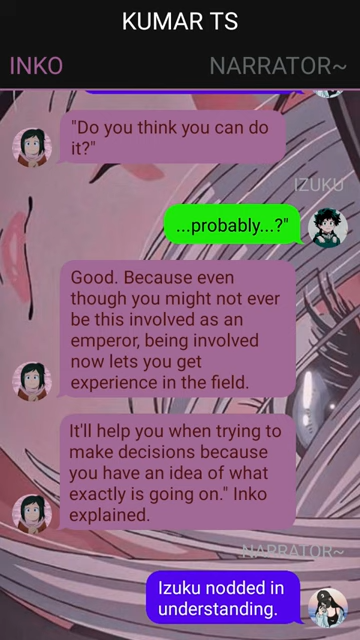 KUMAR TS
INKO
NARRATOR~
"Do you think you can do
it?"
IZUKU
...probably...?"
Good. Because even
though you might not ever
be this involved as an
emperor, being involved
now lets you get
experience in the field.
It'll help you when trying to
make decisions because
you have an idea of what
exactly is going on." Inko
explained.
NARRATOR~
Izuku nodded in
understanding.